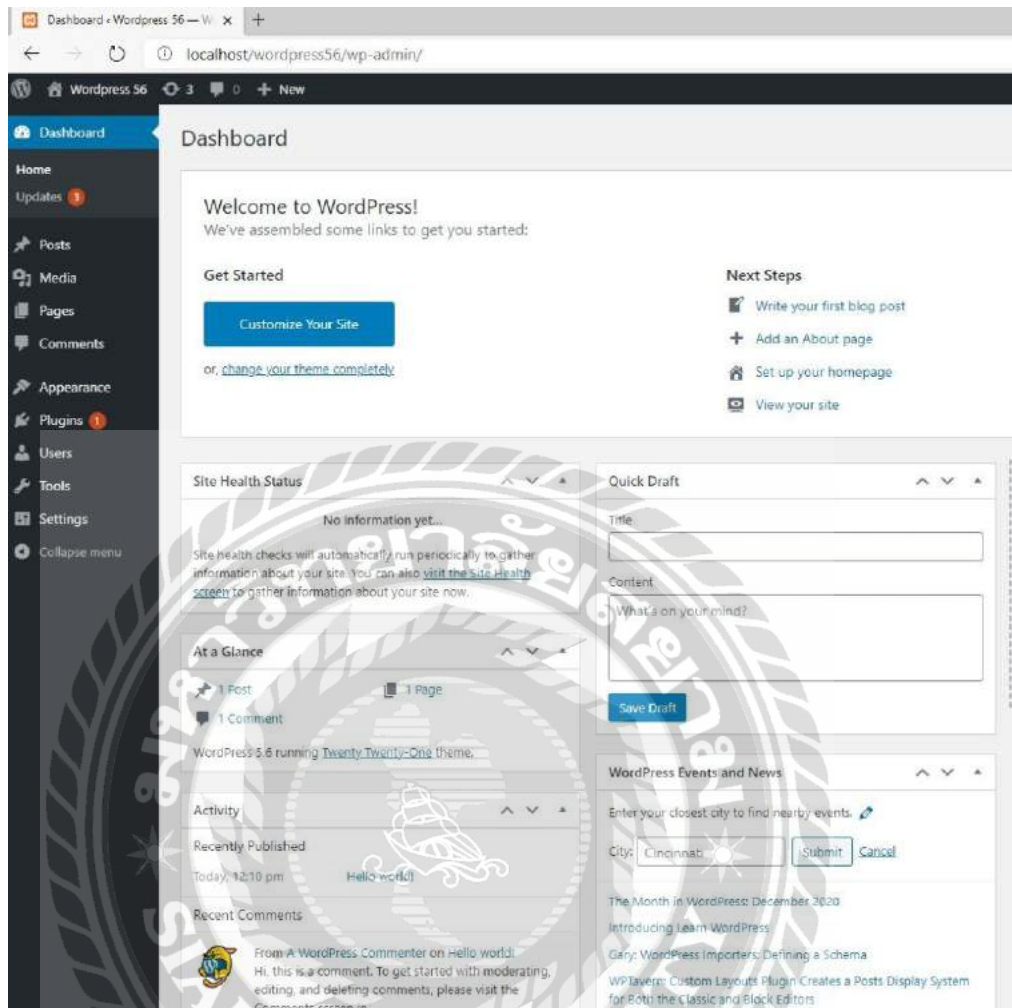 Dashboard ‹ Wordpress 56 — W
localhost/wordpress56/wp-admin/
Wordpress 56 3 0 + New
Dashboard
Home
Updates 3
Posts
Media
Pages
Comments
Appearance
Plugins 1
Users
Tools
Settings
Collapse menu
Dashboard
Welcome to WordPress!
We've assembled some links to get you started:
Get Started
Customize Your Site
or, change your theme completely
Next Steps
Write your first blog post
Add an About page
Set up your homepage
View your site
Site Health Status
No information yet...
Site health checks will automatically run periodically to gather
information about your site. You can also visit the Site Health
screen to gather information about your site now.
At a Glance
1 Post
1 Page
1 Comment
WordPress 5.6 running Twenty Twenty-One theme.
Activity
Recently Published
Today, 12:10 pm Hello world!
Recent Comments
From A WordPress Commenter on Hello world!
Hi, this is a comment. To get started with moderating,
editing, and deleting comments, please visit the
Comments screen in
Quick Draft
Title
Content
What's on your mind?
Save Draft
WordPress Events and News
Enter your closest city to find nearby events.
City: Cincinnati Submit Cancel
The Month in WordPress: December 2020
Introducing Learn WordPress
Gary: WordPress Importers: Defining a Schema
WPTavern: Custom Layouts Plugin Creates a Posts Display System
for Both the Classic and Block Editors